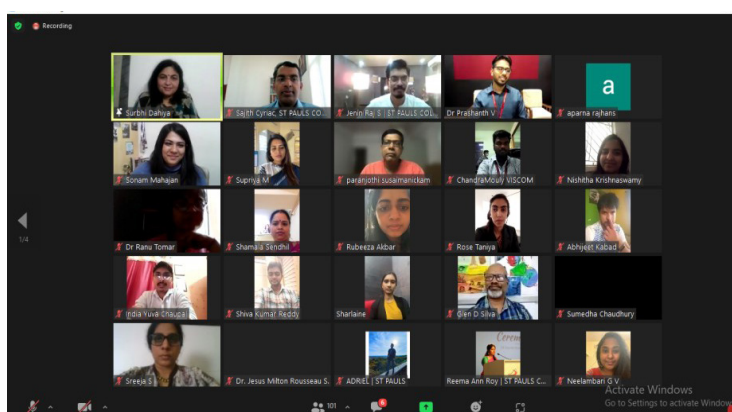 Recording
Surbhi Dahiya
Sajith Cyriac, ST PAULS CO...
Jenin Raj S | ST PAULS COL...
Dr Prashanth V
a
aparna rajhans
Sonam Mahajan
Supriya M
paranjothi susaimanickam
ChandraMouly VISCOM
Nishitha Krishnaswamy
1/4
Dr Ranu Tomar
Shamala Sendhil
Rubeeza Akbar
Rose Taniya
Abhijeet Kabad
India Yuva Chaupal
Shiva Kumar Reddy
Sharlaine
Glen D Silva
Sumedha Chaudhury
Sreeja S
Dr. Jesus Milton Rousseau S.
ADRIEL | ST PAULS
Reema Ann Roy | ST PAULS C...
Neelambari G V
Activate Windows
Go to Settings to activate Window
101
6